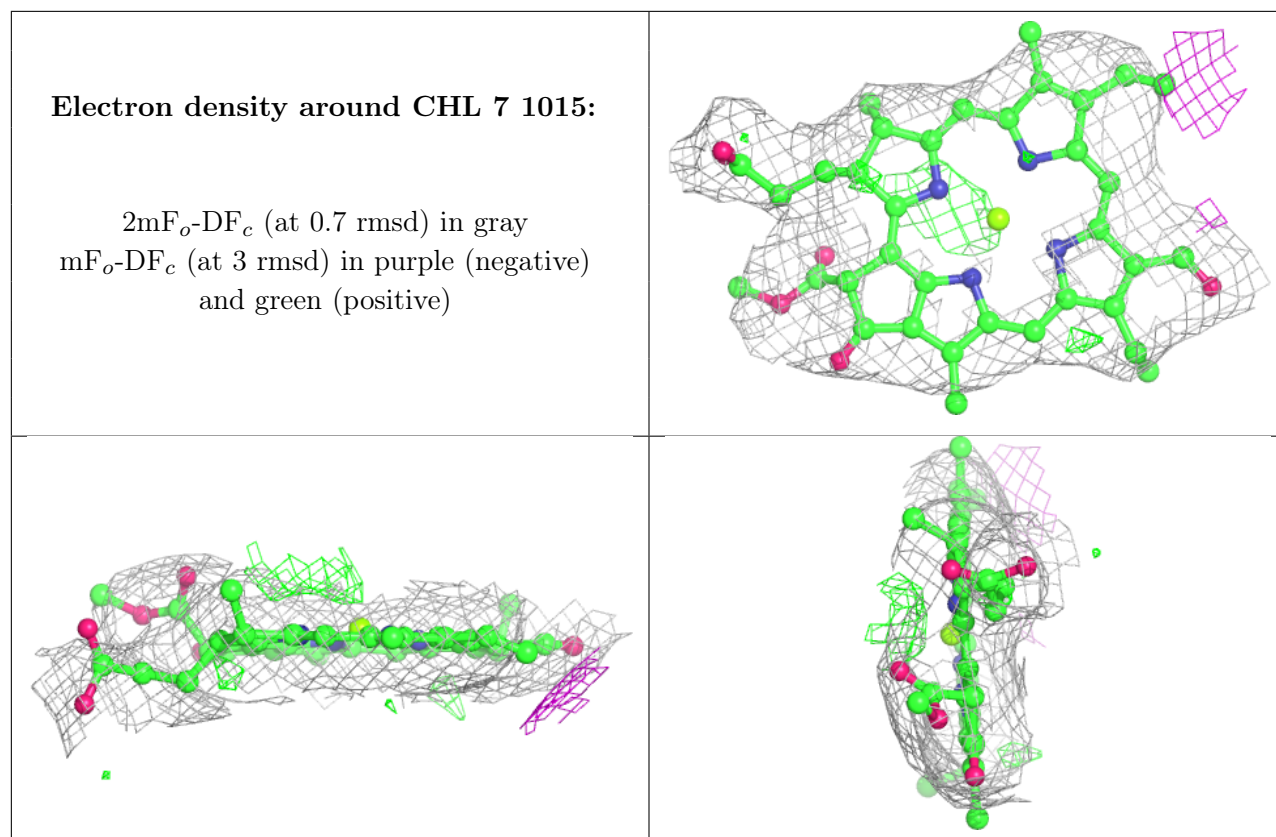 Electron density around CHL 7 1015:
2mFₒ-DF𝒸 (at 0.7 rmsd) in gray
mFₒ-DF𝒸 (at 3 rmsd) in purple (negative)
and green (positive)